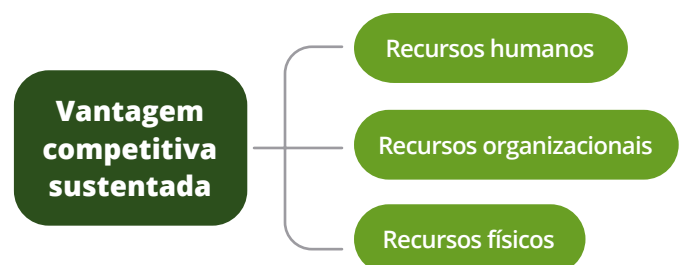 Vantagem
competitiva
sustentada
Recursos humanos
Recursos organizacionais
Recursos físicos